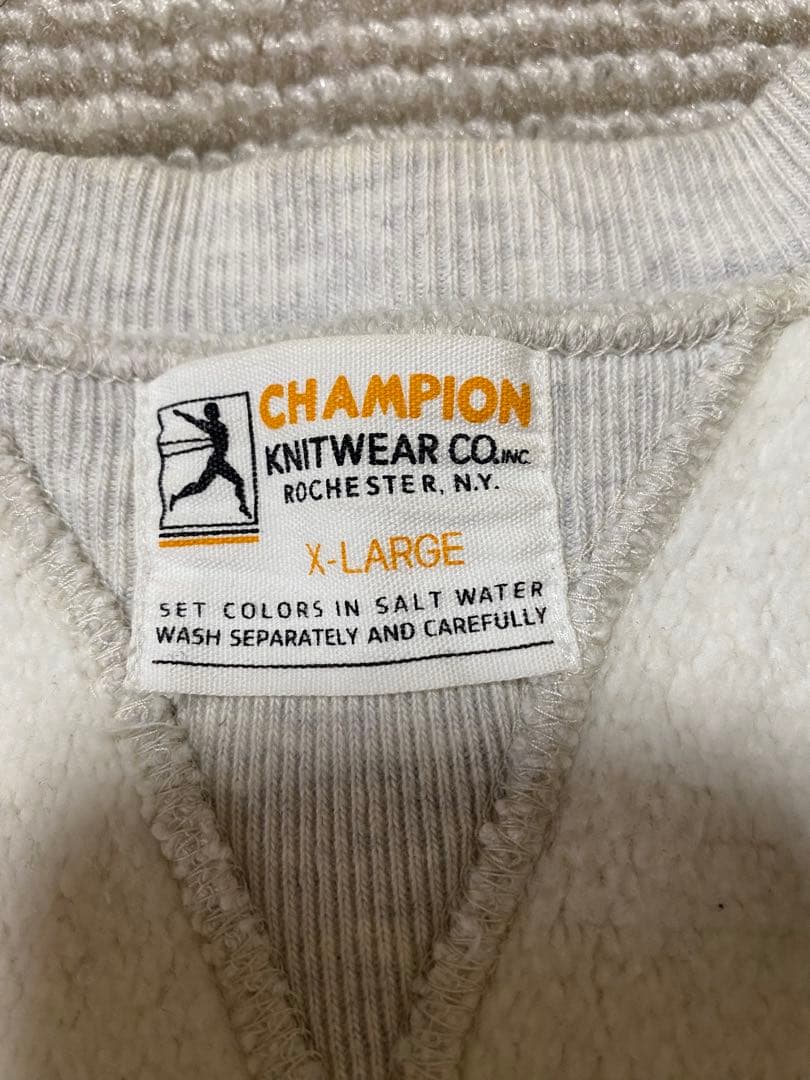 CHAMPION
KNITWEAR CO.INC.
ROCHESTER, N.Y.
X-LARGE
SET COLORS IN SALT WATER
WASH SEPARATELY AND CAREFULLY